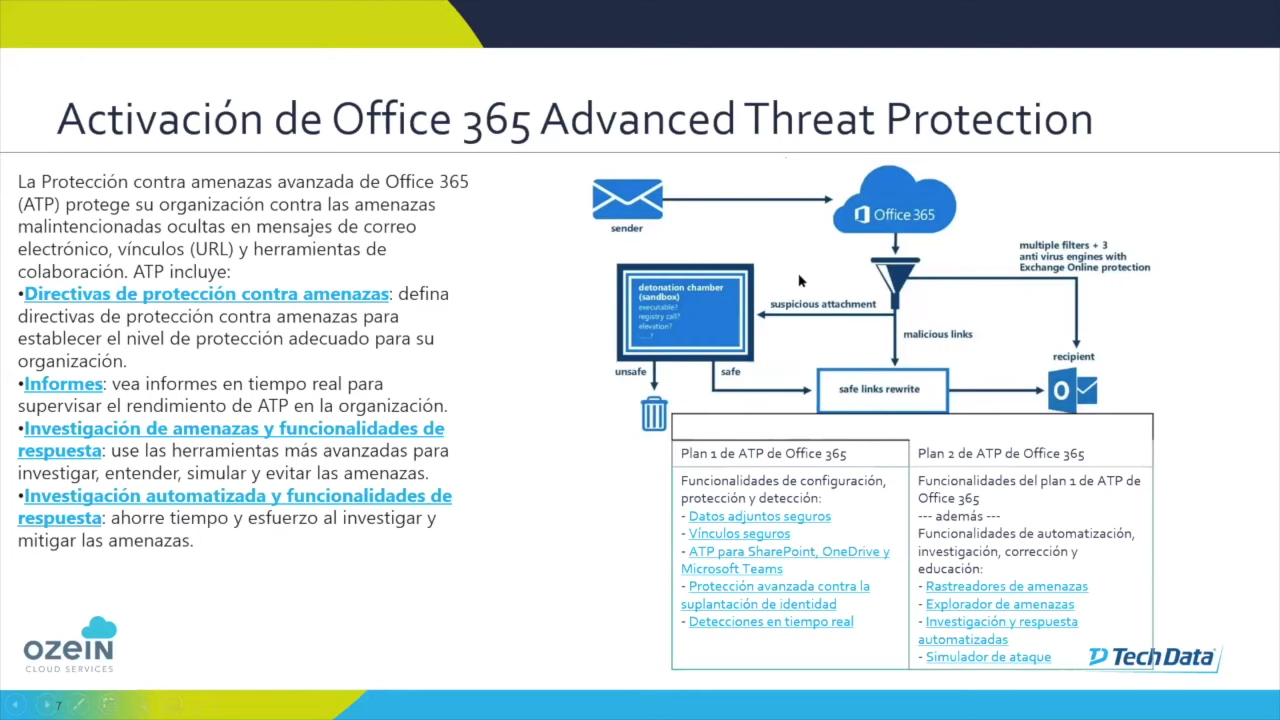 Activación de Office 365 Advanced Threat Protection
La Protección contra amenazas avanzada de Office 365
(ATP) protege su organización contra las amenazas
malintencionadas ocultas en mensajes de correo
electrónico, vínculos (URL) y herramientas de
colaboración. ATP incluye:
•Directivas de protección contra amenazas: defina
directivas de protección contra amenazas para
establecer el nivel de protección adecuado para su
organización.
•Informes: vea informes en tiempo real para
supervisar el rendimiento de ATP en la organización.
•Investigación de amenazas y funcionalidades de
respuesta: use las herramientas más avanzadas para
investigar, entender, simular y evitar las amenazas.
•Investigación automatizada y funcionalidades de
respuesta: ahorre tiempo y esfuerzo al investigar y
mitigar las amenazas.
sender
Office 365
multiple filters + 3
anti virus engines with
Exchange Online protection
detonation chamber
(sandbox)
executable?
registry call?
elevation?
.....?
suspicious attachment
malicious links
recipient
unsafe
safe
safe links rewrite
Plan 1 de ATP de Office 365
Funcionalidades de configuración,
protección y detección:
- Datos adjuntos seguros
- Vínculos seguros
- ATP para SharePoint, OneDrive y
Microsoft Teams
- Protección avanzada contra la
suplantación de identidad
- Detecciones en tiempo real
Plan 2 de ATP de Office 365
Funcionalidades del plan 1 de ATP de
Office 365
--- además ---
Funcionalidades de automatización,
investigación, corrección y
educación:
- Rastreadores de amenazas
- Explorador de amenazas
- Investigación y respuesta
automatizadas
- Simulador de ataque
ozein
CLOUD SERVICES
Tech Data
7